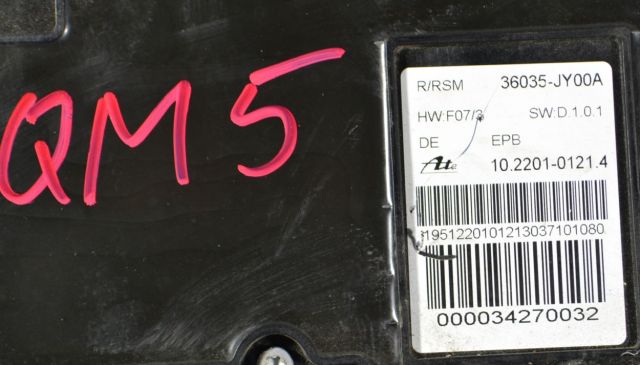 QM5
R/RSM 36035-JY00A
HW:F07/3 SW:D.1.0.1
DE EPB
Ate 10.2201-0121.4
1951220101213037101080
000034270032